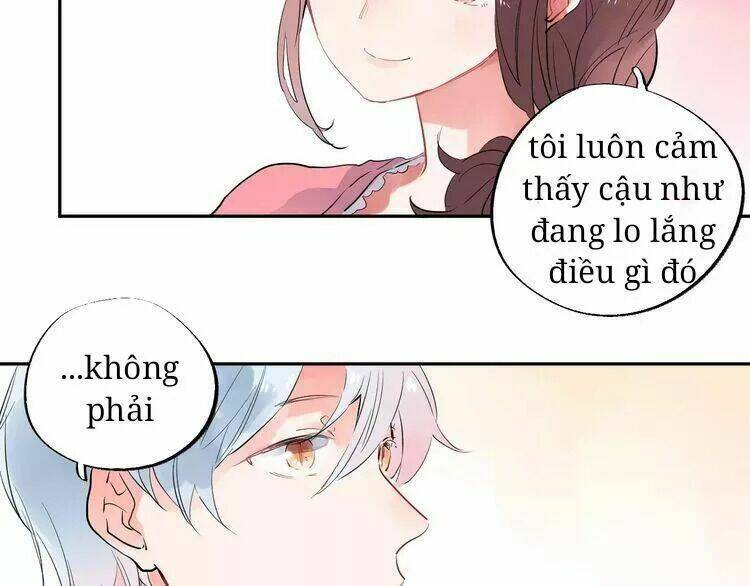 tôi luôn cảm
thấy cậu như
đang lo lắng
điều gì đó
...không
phải